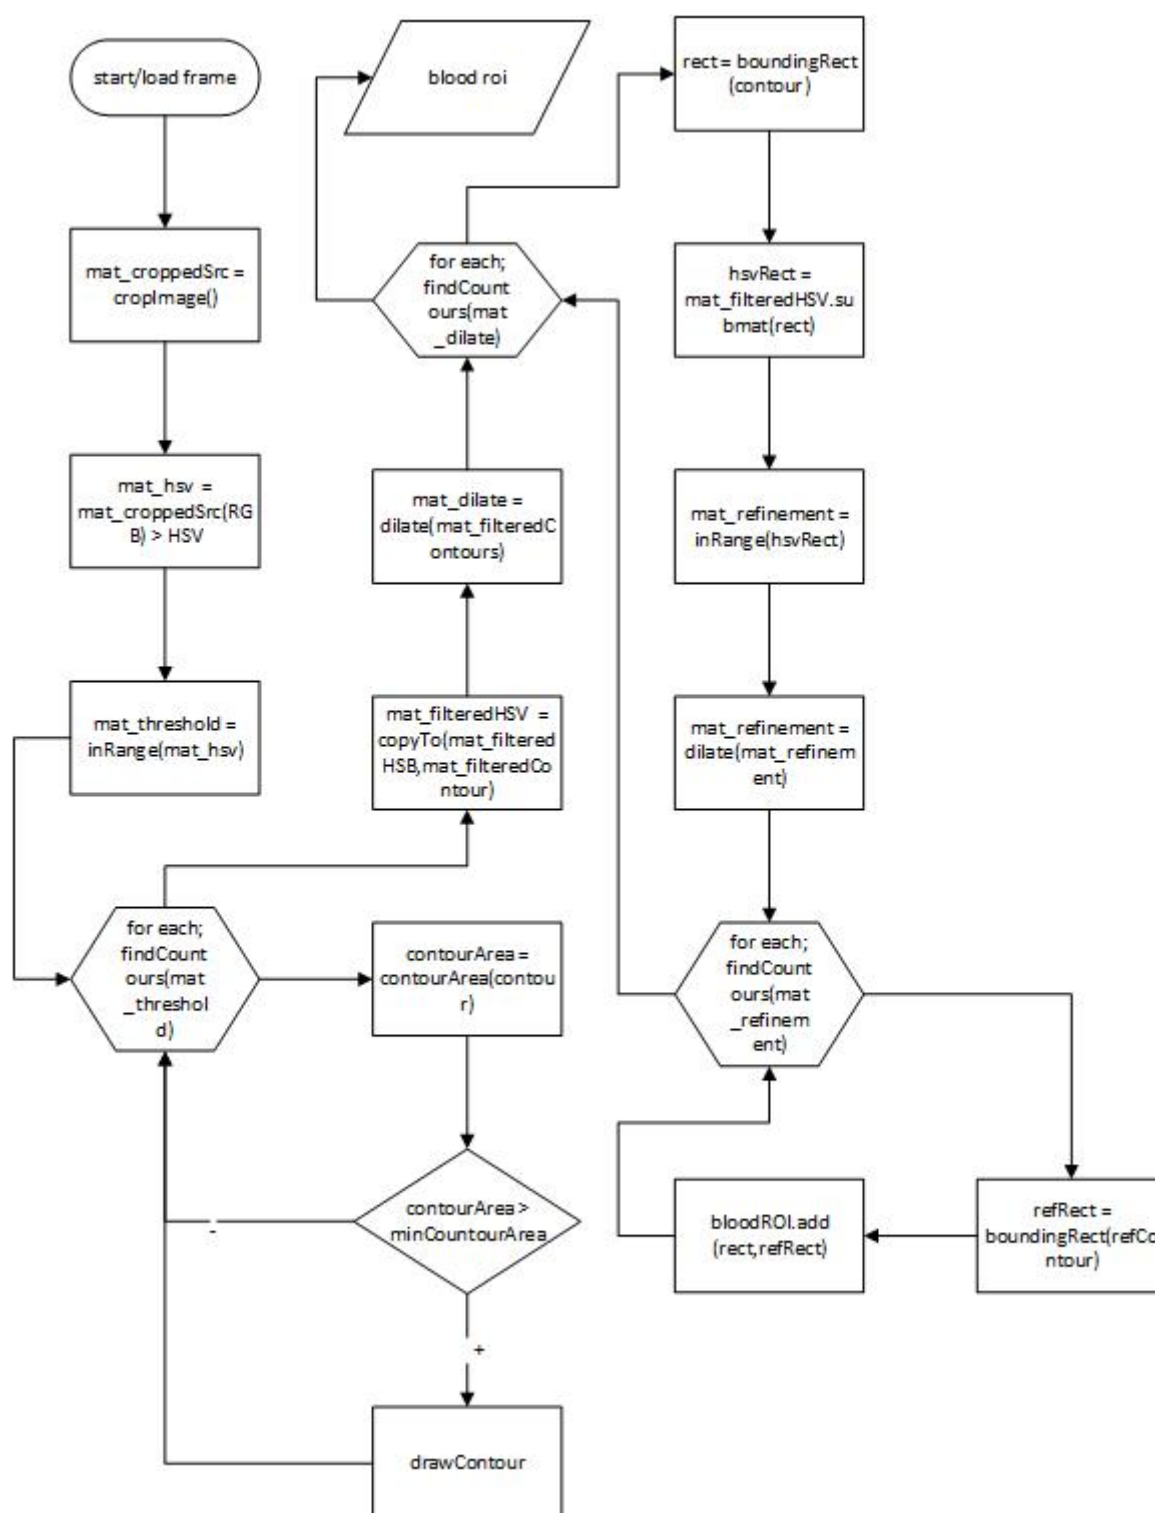 start/load frame
mat_croppedSrc =
cropImage()
mat_hsv =
mat_croppedSrc(RG
B) > HSV
mat_threshold =
inRange(mat_hsv)
for each;
findCount
ours(mat
_threshol
d)
contourArea =
contourArea(contou
r)
contourArea >
minCountourArea
-
+
drawContour
mat_filteredHSV =
copyTo(mat_filtered
HSB,mat_filteredCo
ntour)
mat_dilate =
dilate(mat_filteredC
ontours)
for each;
findCount
ours(mat
_dilate)
blood roi
rect = boundingRect
(contour)
hsvRect =
mat_filteredHSV.su
bmat(rect)
mat_refinement =
inRange(hsvRect)
mat_refinement =
dilate(mat_refinem
ent)
for each;
findCount
ours(mat
_refinem
ent)
refRect =
boundingRect(refCo
ntour)
bloodROI.add
(rect,refRect)